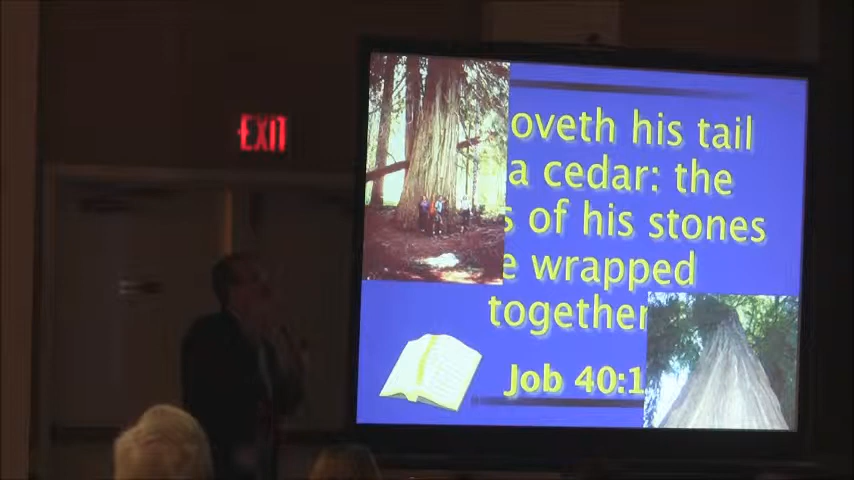 EXIT
oveth his tail
a cedar: the
s of his stones
e wrapped
together
Job 40:1